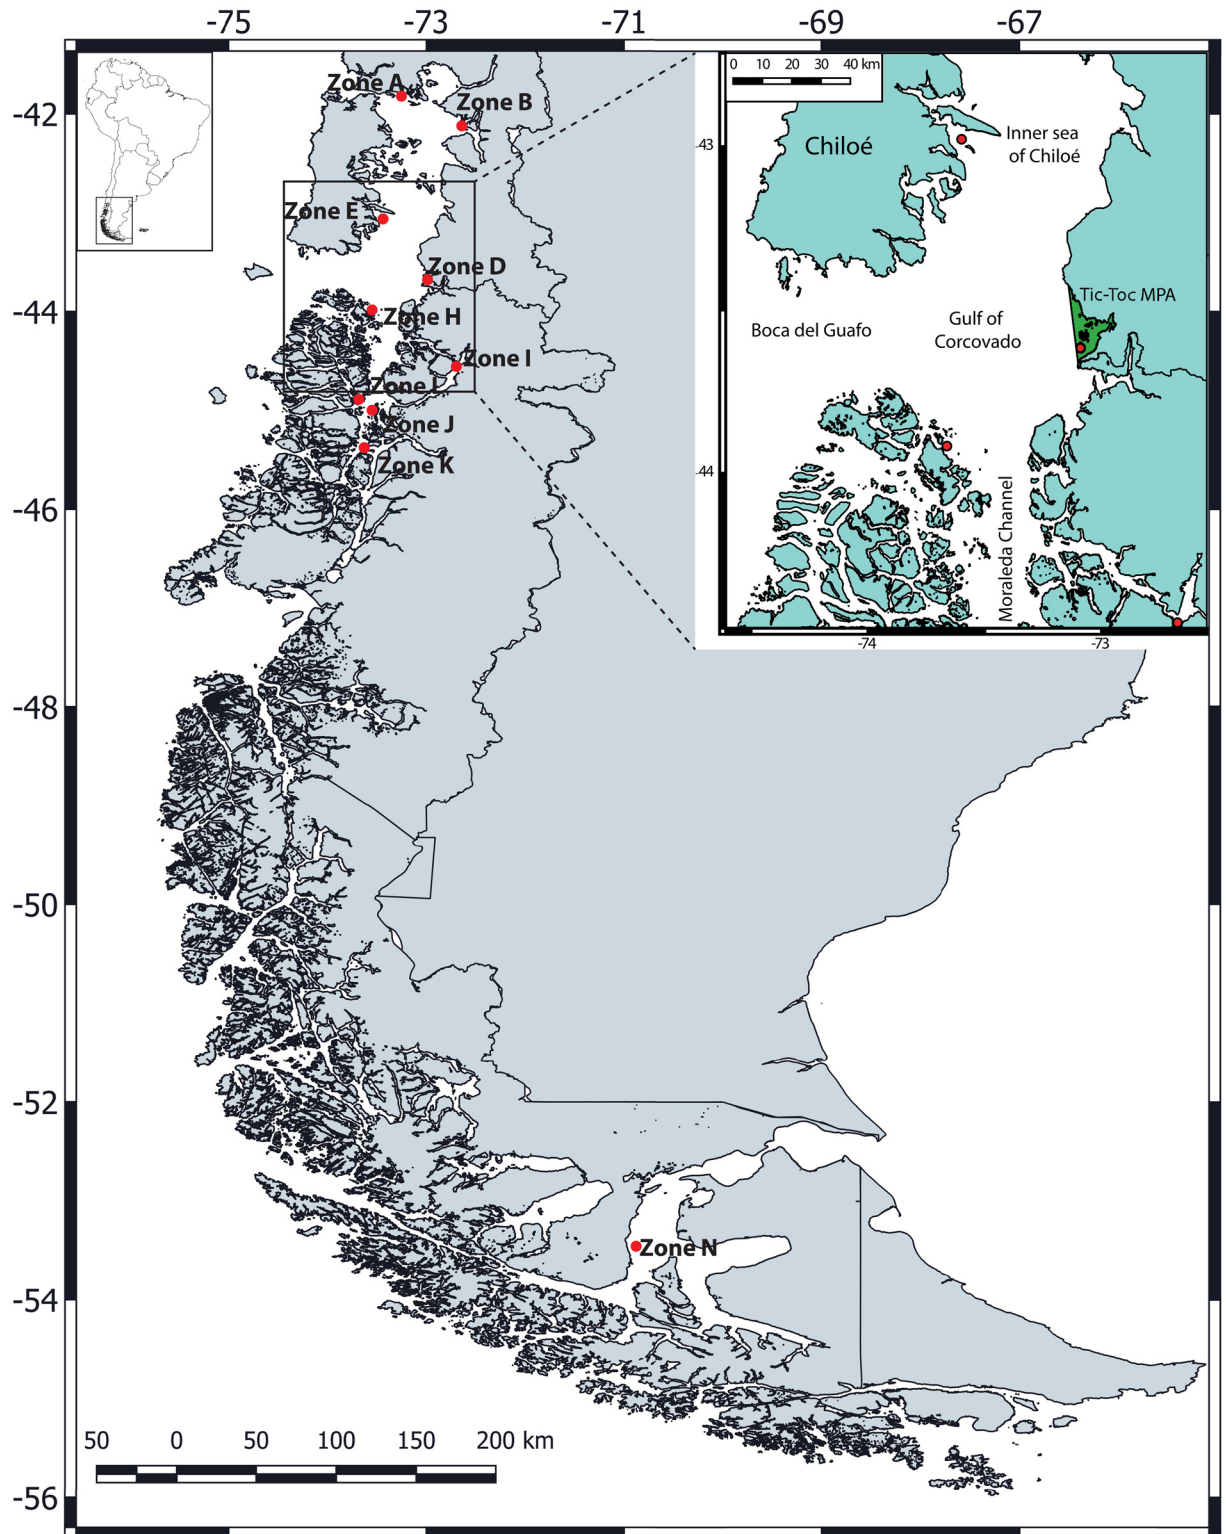 -75 -73 -71 -69 -67
-42
-44
-46
-48
-50
-52
-54
-56
Zone A
Zone B
Zone E
Zone D
Zone H
Zone I
Zone L
Zone J
Zone K
Zone N
50 0 50 100 150 200 km
0 10 20 30 40 km
-43
-44
Chiloé
Inner sea
of Chiloé
Tic-Toc MPA
Boca del Guafo
Gulf of
Corcovado
Moraleda Channel
-74 -73